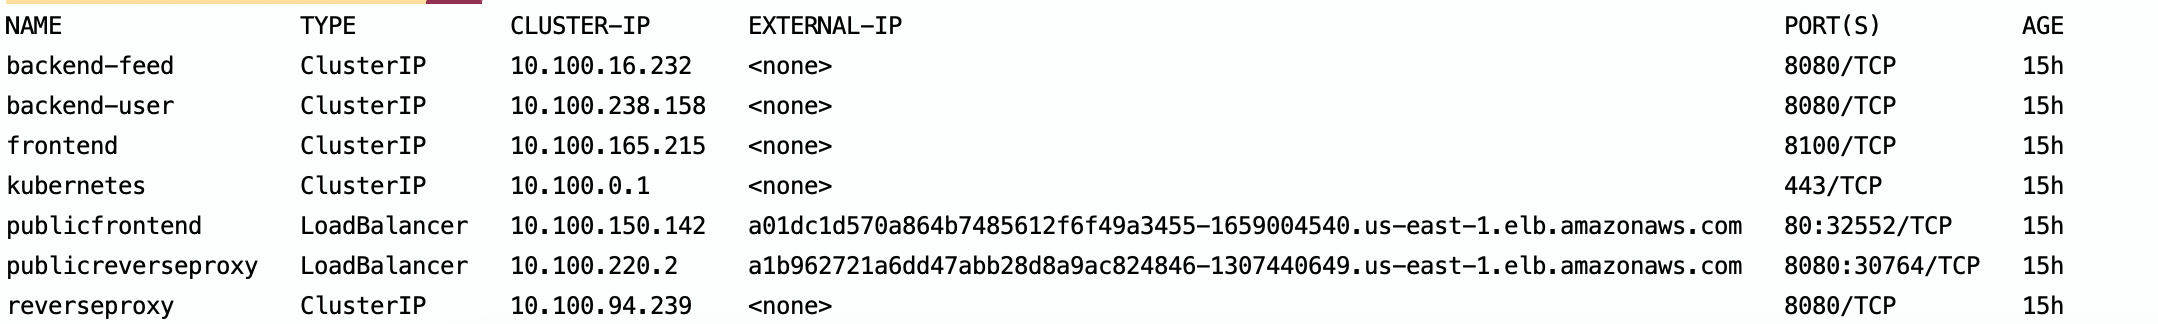 NAME TYPE CLUSTER-IP EXTERNAL-IP PORT(S) AGE
backend-feed ClusterIP 10.100.16.232 <none> 8080/TCP 15h
backend-user ClusterIP 10.100.238.158 <none> 8080/TCP 15h
frontend ClusterIP 10.100.165.215 <none> 8100/TCP 15h
kubernetes ClusterIP 10.100.0.1 <none> 443/TCP 15h
publicfrontend LoadBalancer 10.100.150.142 a01dc1d570a864b7485612f6f49a3455-1659004540.us-east-1.elb.amazonaws.com 80:32552/TCP 15h
publicreverseproxy LoadBalancer 10.100.220.2 a1b962721a6dd47abb28d8a9ac824846-1307440649.us-east-1.elb.amazonaws.com 8080:30764/TCP 15h
reverseproxy ClusterIP 10.100.94.239 <none> 8080/TCP 15h